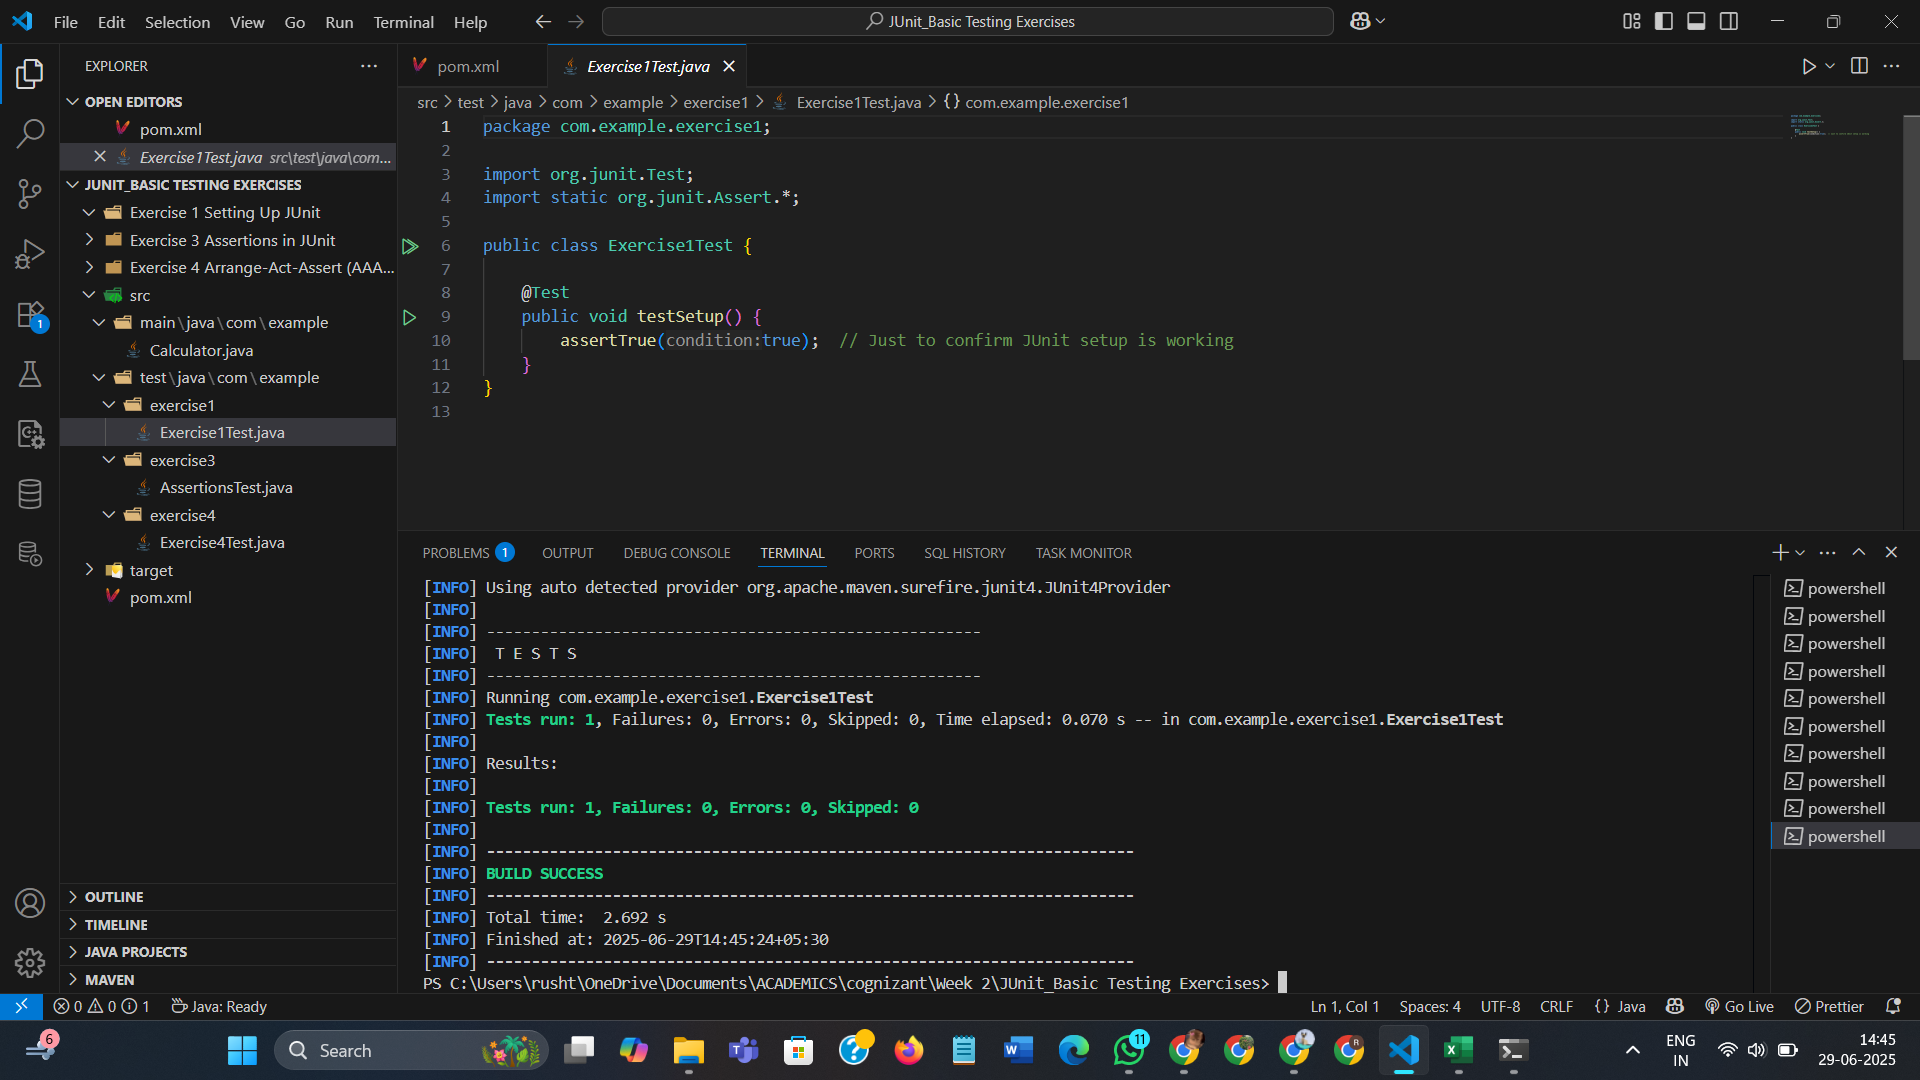 File Edit Selection View Go Run Terminal Help
JUnit_Basic Testing Exercises
EXPLORER
OPEN EDITORS
pom.xml
Exercise1Test.java src\test\java\com...
JUNIT_BASIC TESTING EXERCISES
Exercise 1 Setting Up JUnit
Exercise 3 Assertions in JUnit
Exercise 4 Arrange-Act-Assert (AAA...
src
main\java\com\example
Calculator.java
test\java\com\example
exercise1
Exercise1Test.java
exercise3
AssertionsTest.java
exercise4
Exercise4Test.java
target
pom.xml
OUTLINE
TIMELINE
JAVA PROJECTS
MAVEN
1
pom.xml
Exercise1Test.java
src > test > java > com > example > exercise1 > Exercise1Test.java > {} com.example.exercise1
1 package com.example.exercise1;
2
3 import org.junit.Test;
4 import static org.junit.Assert.*;
5
6 public class Exercise1Test {
7
8 @Test
9 public void testSetup() {
10 assertTrue(condition:true); // Just to confirm JUnit setup is working
11 }
12 }
13
PROBLEMS 1 OUTPUT DEBUG CONSOLE TERMINAL PORTS SQL HISTORY TASK MONITOR
[INFO] Using auto detected provider org.apache.maven.surefire.junit4.JUnit4Provider
[INFO]
[INFO] -------------------------------------------------------
[INFO] T E S T S
[INFO] -------------------------------------------------------
[INFO] Running com.example.exercise1.Exercise1Test
[INFO] Tests run: 1, Failures: 0, Errors: 0, Skipped: 0, Time elapsed: 0.070 s -- in com.example.exercise1.Exercise1Test
[INFO]
[INFO] Results:
[INFO]
[INFO] Tests run: 1, Failures: 0, Errors: 0, Skipped: 0
[INFO]
[INFO] ------------------------------------------------------------------------
[INFO] BUILD SUCCESS
[INFO] ------------------------------------------------------------------------
[INFO] Total time:  2.692 s
[INFO] Finished at: 2025-06-29T14:45:24+05:30
[INFO] ------------------------------------------------------------------------
PS C:\Users\rusht\OneDrive\Documents\ACADEMICS\cognizant\Week 2\JUnit_Basic Testing Exercises>
powershell
powershell
powershell
powershell
powershell
powershell
powershell
powershell
powershell
powershell
0 0 1 Java: Ready
Ln 1, Col 1 Spaces: 4 UTF-8 CRLF {} Java Go Live Prettier
6
Search
11
R
ENG
IN
14:45
29-06-2025